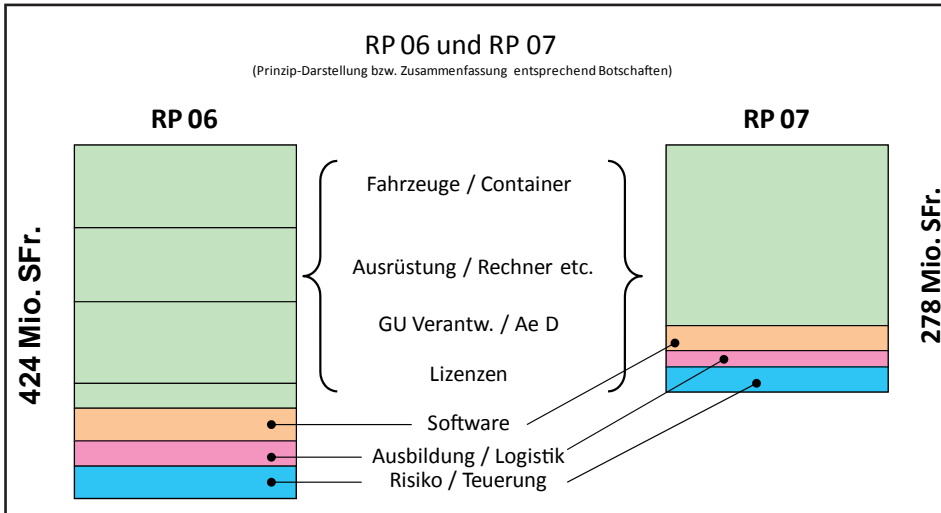 RP 06 und RP 07
(Prinzip-Darstellung bzw. Zusammenfassung entsprechend Botschaften)
RP 06
RP 07
424 Mio. SFr.
278 Mio. SFr.
Fahrzeuge / Container
Ausrüstung / Rechner etc.
GU Verantw. / Ae D
Lizenzen
Software
Ausbildung / Logistik
Risiko / Teuerung